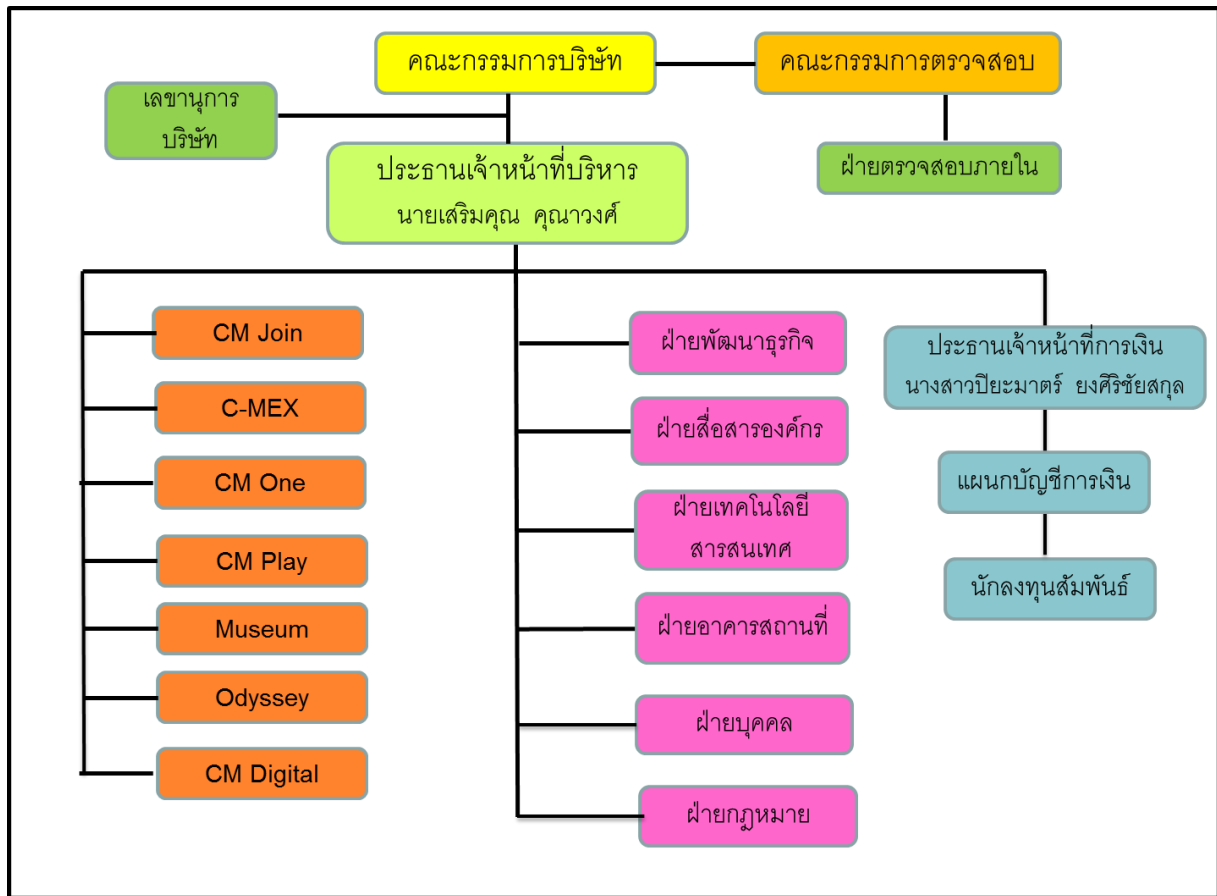 คณะกรรมการบริษัท
คณะกรรมการตรวจสอบ
เลขานุการ
บริษัท
ประธานเจ้าหน้าที่บริหาร
นายเสริมคุณ คุณาวงศ์
ฝ่ายตรวจสอบภายใน
CM Join
C-MEX
CM One
CM Play
Museum
Odyssey
CM Digital
ฝ่ายพัฒนาธุรกิจ
ฝ่ายสื่อสารองค์กร
ฝ่ายเทคโนโลยี
สารสนเทศ
ฝ่ายอาคารสถานที่
ฝ่ายบุคคล
ฝ่ายกฎหมาย
ประธานเจ้าหน้าที่การเงิน
นางสาวปิยะมาตร์ ยงศิริชัยสกุล
แผนกบัญชีการเงิน
นักลงทุนสัมพันธ์